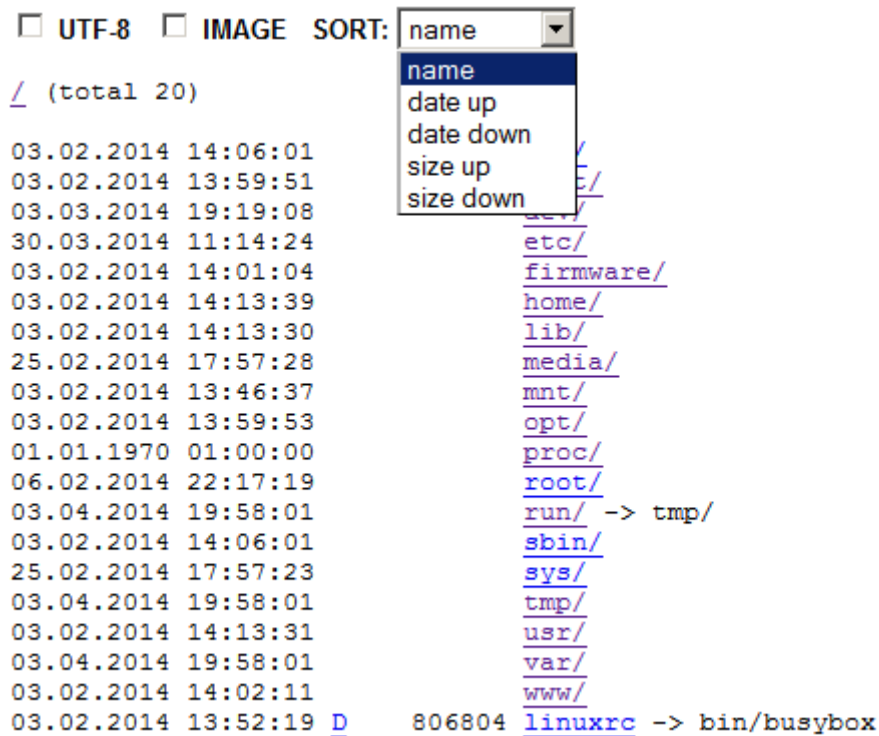 UTF-8 IMAGE SORT: name
name
date up
date down
size up
size down
/ (total 20)
03.02.2014 14:06:01 /
03.02.2014 13:59:51 /
03.03.2014 19:19:08 dev/
30.03.2014 11:14:24 etc/
03.02.2014 14:01:04 firmware/
03.02.2014 14:13:39 home/
03.02.2014 14:13:30 lib/
25.02.2014 17:57:28 media/
03.02.2014 13:46:37 mnt/
03.02.2014 13:59:53 opt/
01.01.1970 01:00:00 proc/
06.02.2014 22:17:19 root/
03.04.2014 19:58:01 run/ -> tmp/
03.02.2014 14:06:01 sbin/
25.02.2014 17:57:23 sys/
03.04.2014 19:58:01 tmp/
03.02.2014 14:13:31 usr/
03.04.2014 19:58:01 var/
03.02.2014 14:02:11 www/
03.02.2014 13:52:19 D 806804 linuxrc -> bin/busybox